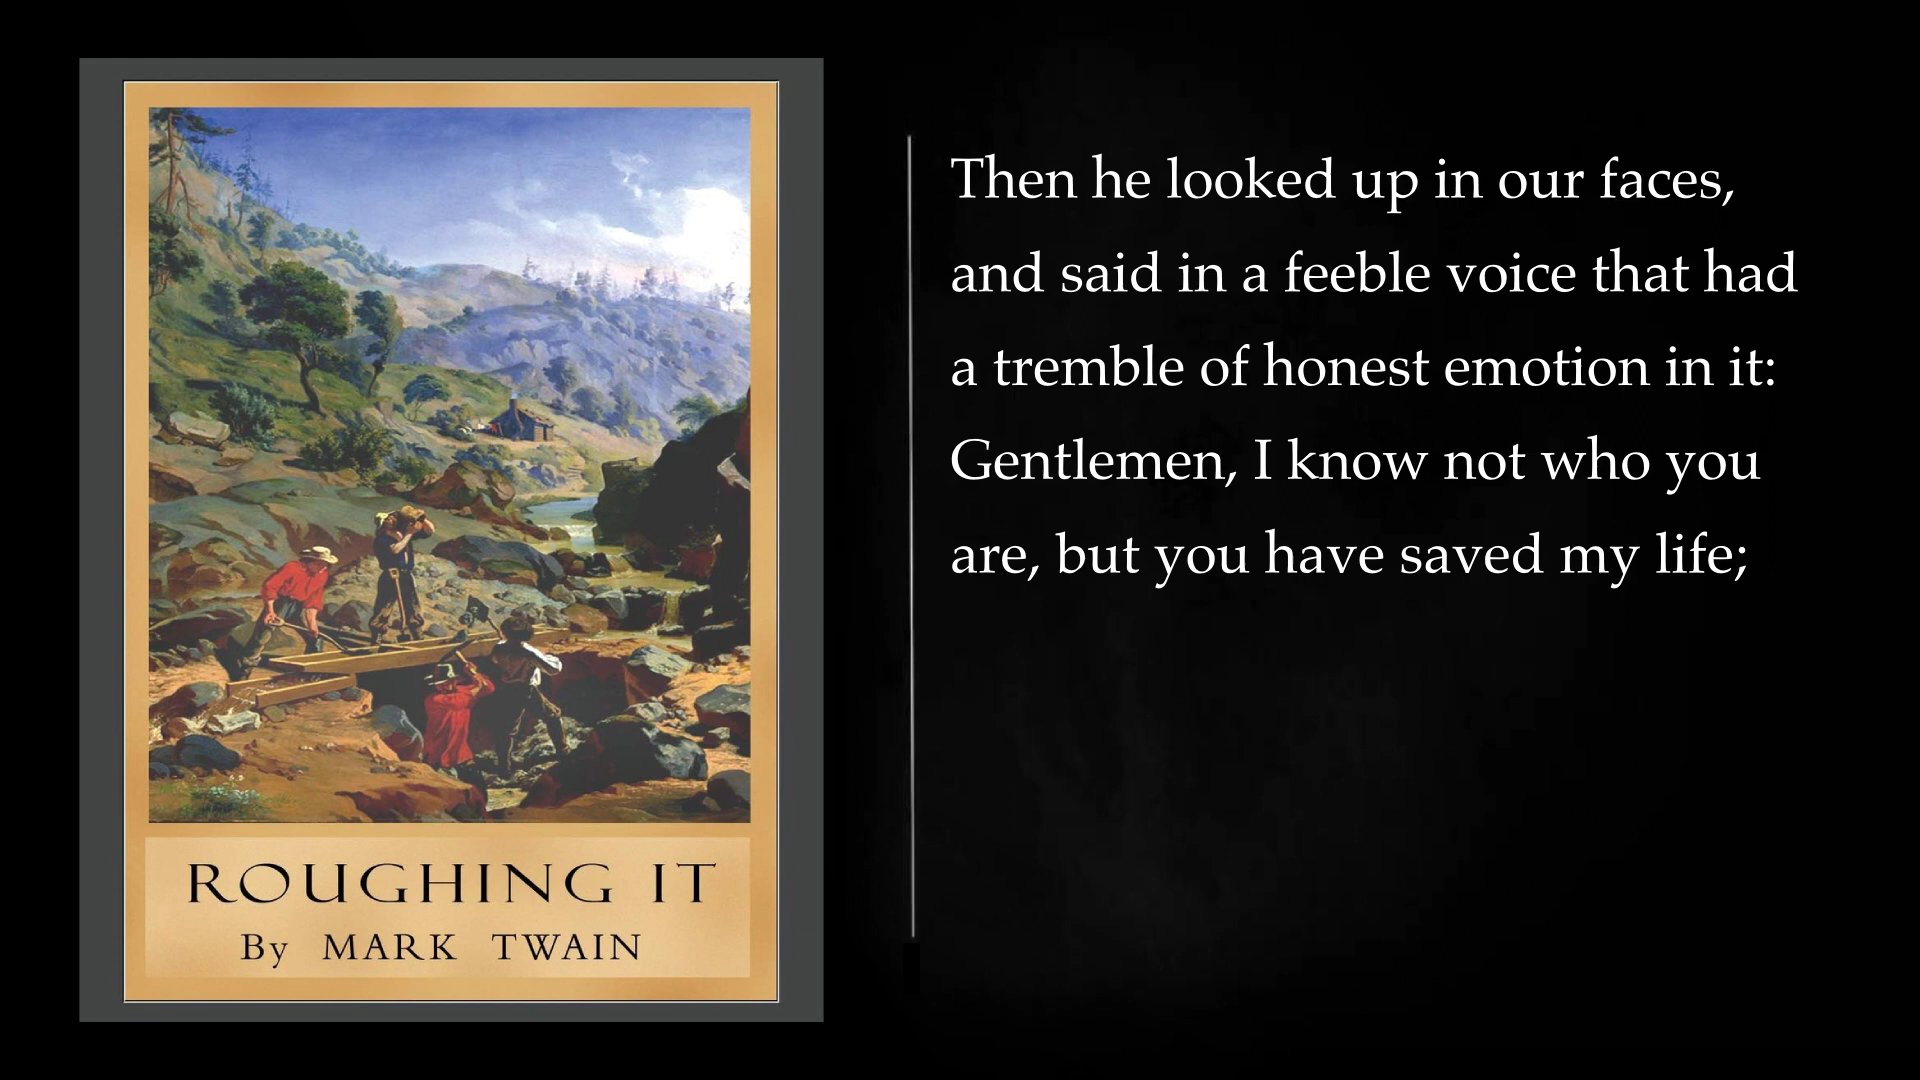 ROUGHING IT
By MARK TWAIN
Then he looked up in our faces,
and said in a feeble voice that had
a tremble of honest emotion in it:
Gentlemen, I know not who you
are, but you have saved my life;